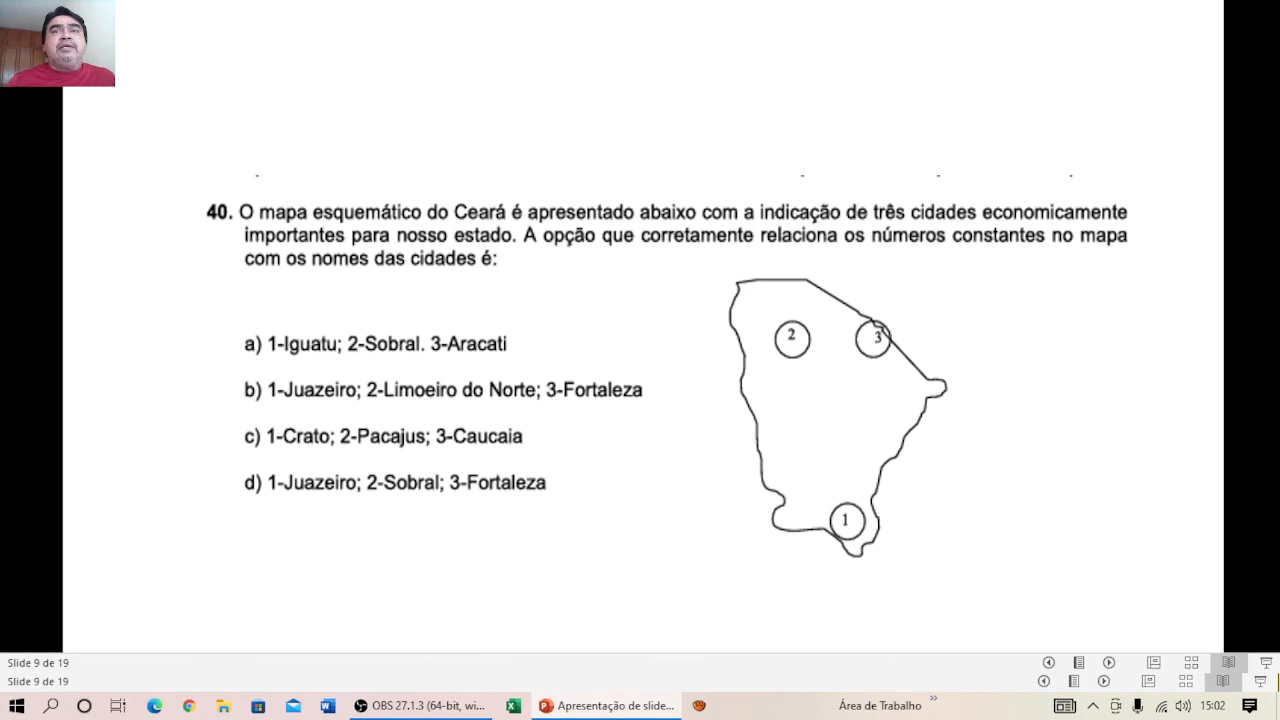 40. O mapa esquemático do Ceará é apresentado abaixo com a indicação de três cidades economicamente
importantes para nosso estado. A opção que corretamente relaciona os números constantes no mapa
com os nomes das cidades é:
a) 1-Iguatu; 2-Sobral. 3-Aracati
b) 1-Juazeiro; 2-Limoeiro do Norte; 3-Fortaleza
c) 1-Crato; 2-Pacajus; 3-Caucaia
d) 1-Juazeiro; 2-Sobral; 3-Fortaleza
2
3
1
Slide 9 de 19
Slide 9 de 19
OBS 27.1.3 (64-bit, wi...
Apresentação de slide...
Área de Trabalho
»
15:02